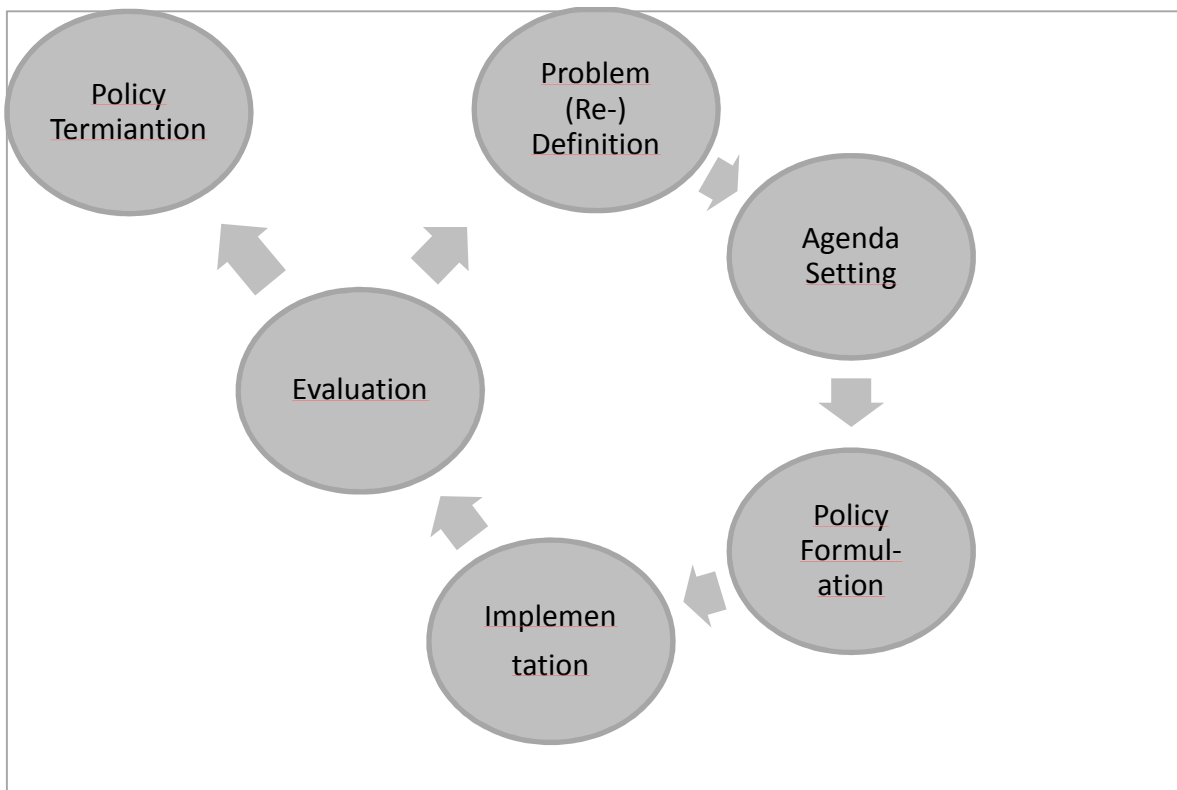 Policy
Termiantion
Problem
(Re-)
Definition
Agenda
Setting
Policy
Formul-
ation
Implemen
tation
Evaluation